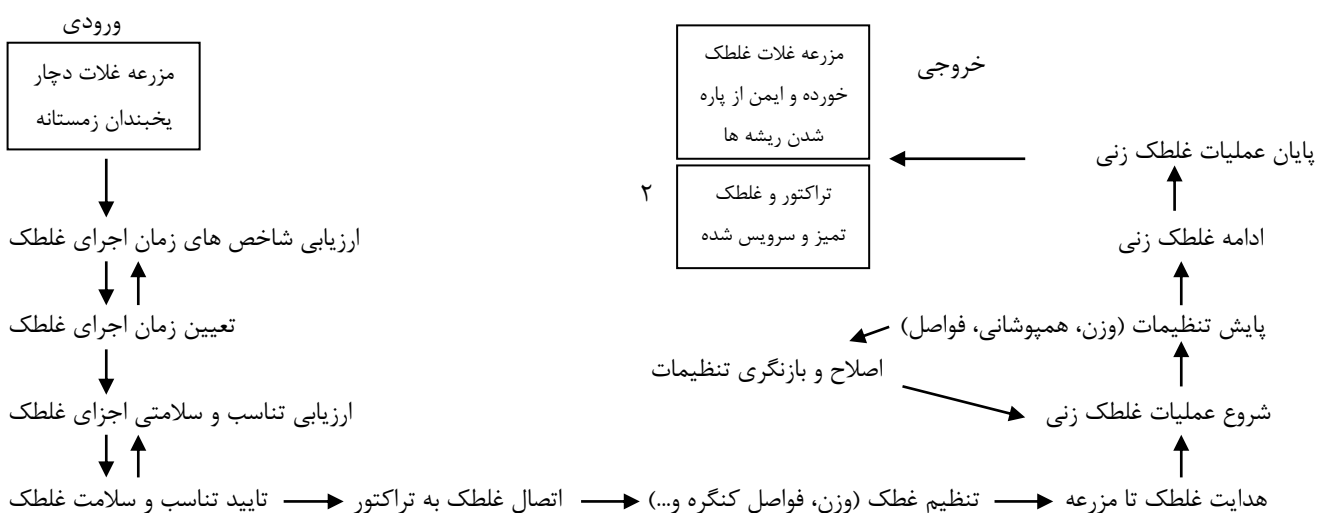 ورودی
مزرعه غلات دچار
یخبندان زمستانه
ارزیابی شاخص های زمان اجرای غلطک
تعیین زمان اجرای غلطک
ارزیابی تناسب و سلامتی اجزای غلطک
تایید تناسب و سلامت غلطک
اتصال غلطک به تراکتور
تنظیم غطک (وزن، فواصل کنگره و...)
هدایت غلطک تا مزرعه
شروع عملیات غلطک زنی
پایش تنظیمات (وزن، همپوشانی، فواصل)
اصلاح و بازنگری تنظیمات
ادامه غلطک زنی
پایان عملیات غلطک زنی
خروجی
مزرعه غلات غلطک
خورده و ایمن از پاره
شدن ریشه ها
تراکتور و غلطک
تمیز و سرویس شده
۲